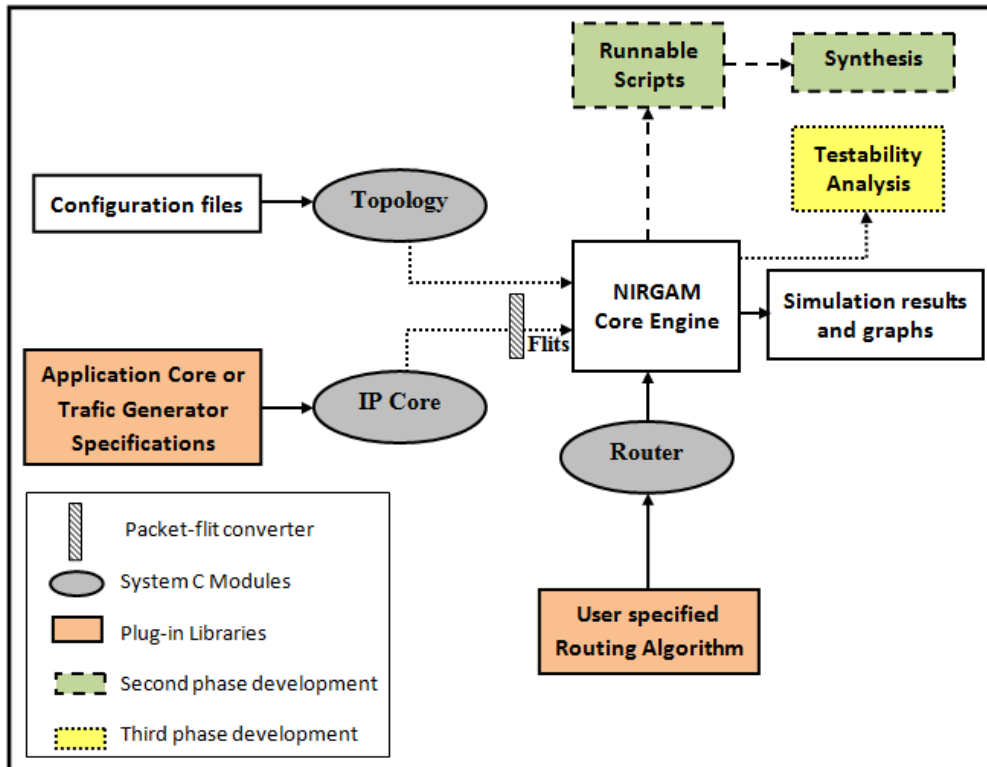 Runnable
Scripts
Synthesis
Testability
Analysis
Configuration files
Topology
NIRGAM
Core Engine
Simulation results
and graphs
Flits
Application Core or
Trafic Generator
Specifications
IP Core
Router
User specified
Routing Algorithm
Packet-flit converter
System C Modules
Plug-in Libraries
Second phase development
Third phase development